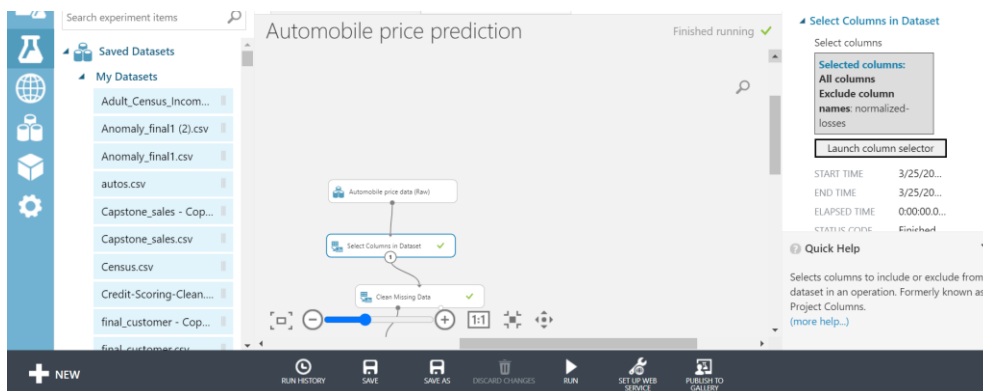 Search experiment items
Saved Datasets
My Datasets
Adult_Census_Incom...
Anomaly_final1 (2).csv
Anomaly_final1.csv
autos.csv
Capstone_sales - Cop...
Capstone_sales.csv
Census.csv
Credit-Scoring-Clean....
final_customer - Cop...
final_customer.csv
Automobile price prediction
Finished running
Automobile price data (Raw)
Select Columns in Dataset
1
Clean Missing Data
1:1
Select Columns in Dataset
Select columns
Selected columns:
All columns
Exclude column
names: normalized-
losses
Launch column selector
START TIME 3/25/20...
END TIME 3/25/20...
ELAPSED TIME 0:00:00.0...
STATUS CODE Finished
Quick Help
Selects columns to include or exclude from
dataset in an operation. Formerly known as
Project Columns.
(more help...)
NEW
RUN HISTORY
SAVE
SAVE AS
DISCARD CHANGES
RUN
SET UP WEB
SERVICE
PUBLISH TO
GALLERY